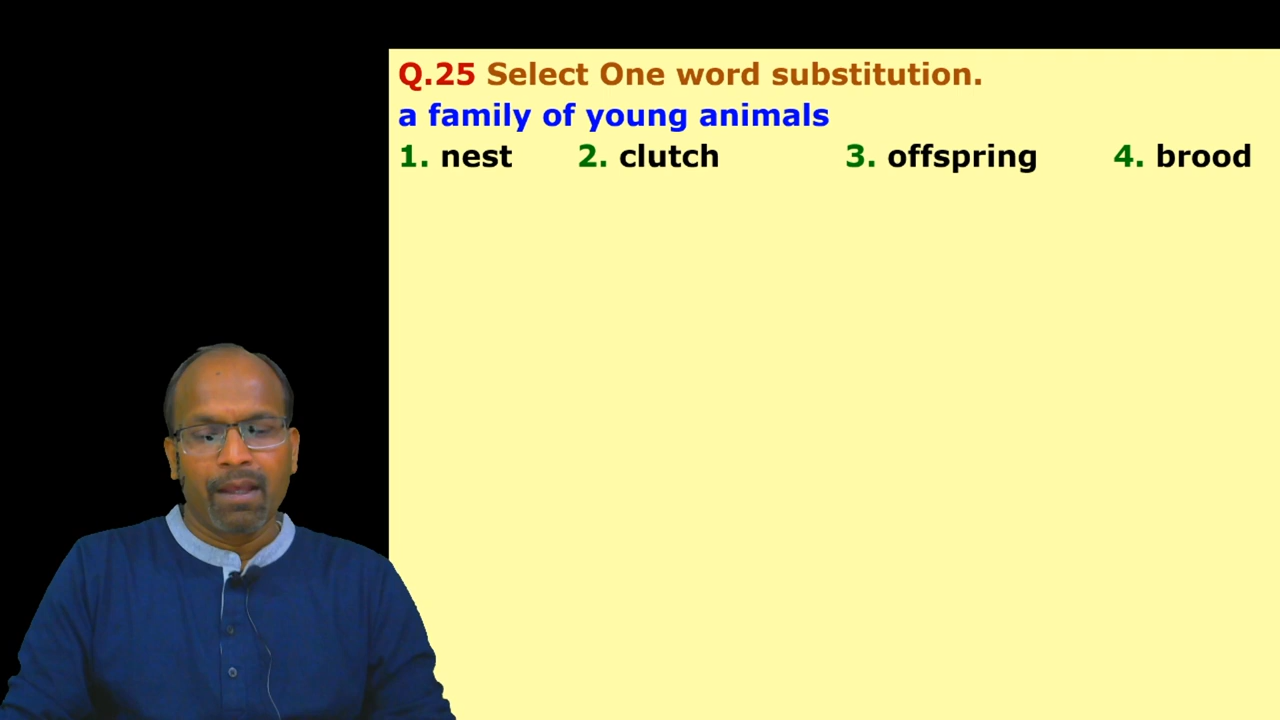 Q.25 Select One word substitution.
a family of young animals
1. nest 2. clutch 3. offspring 4. brood